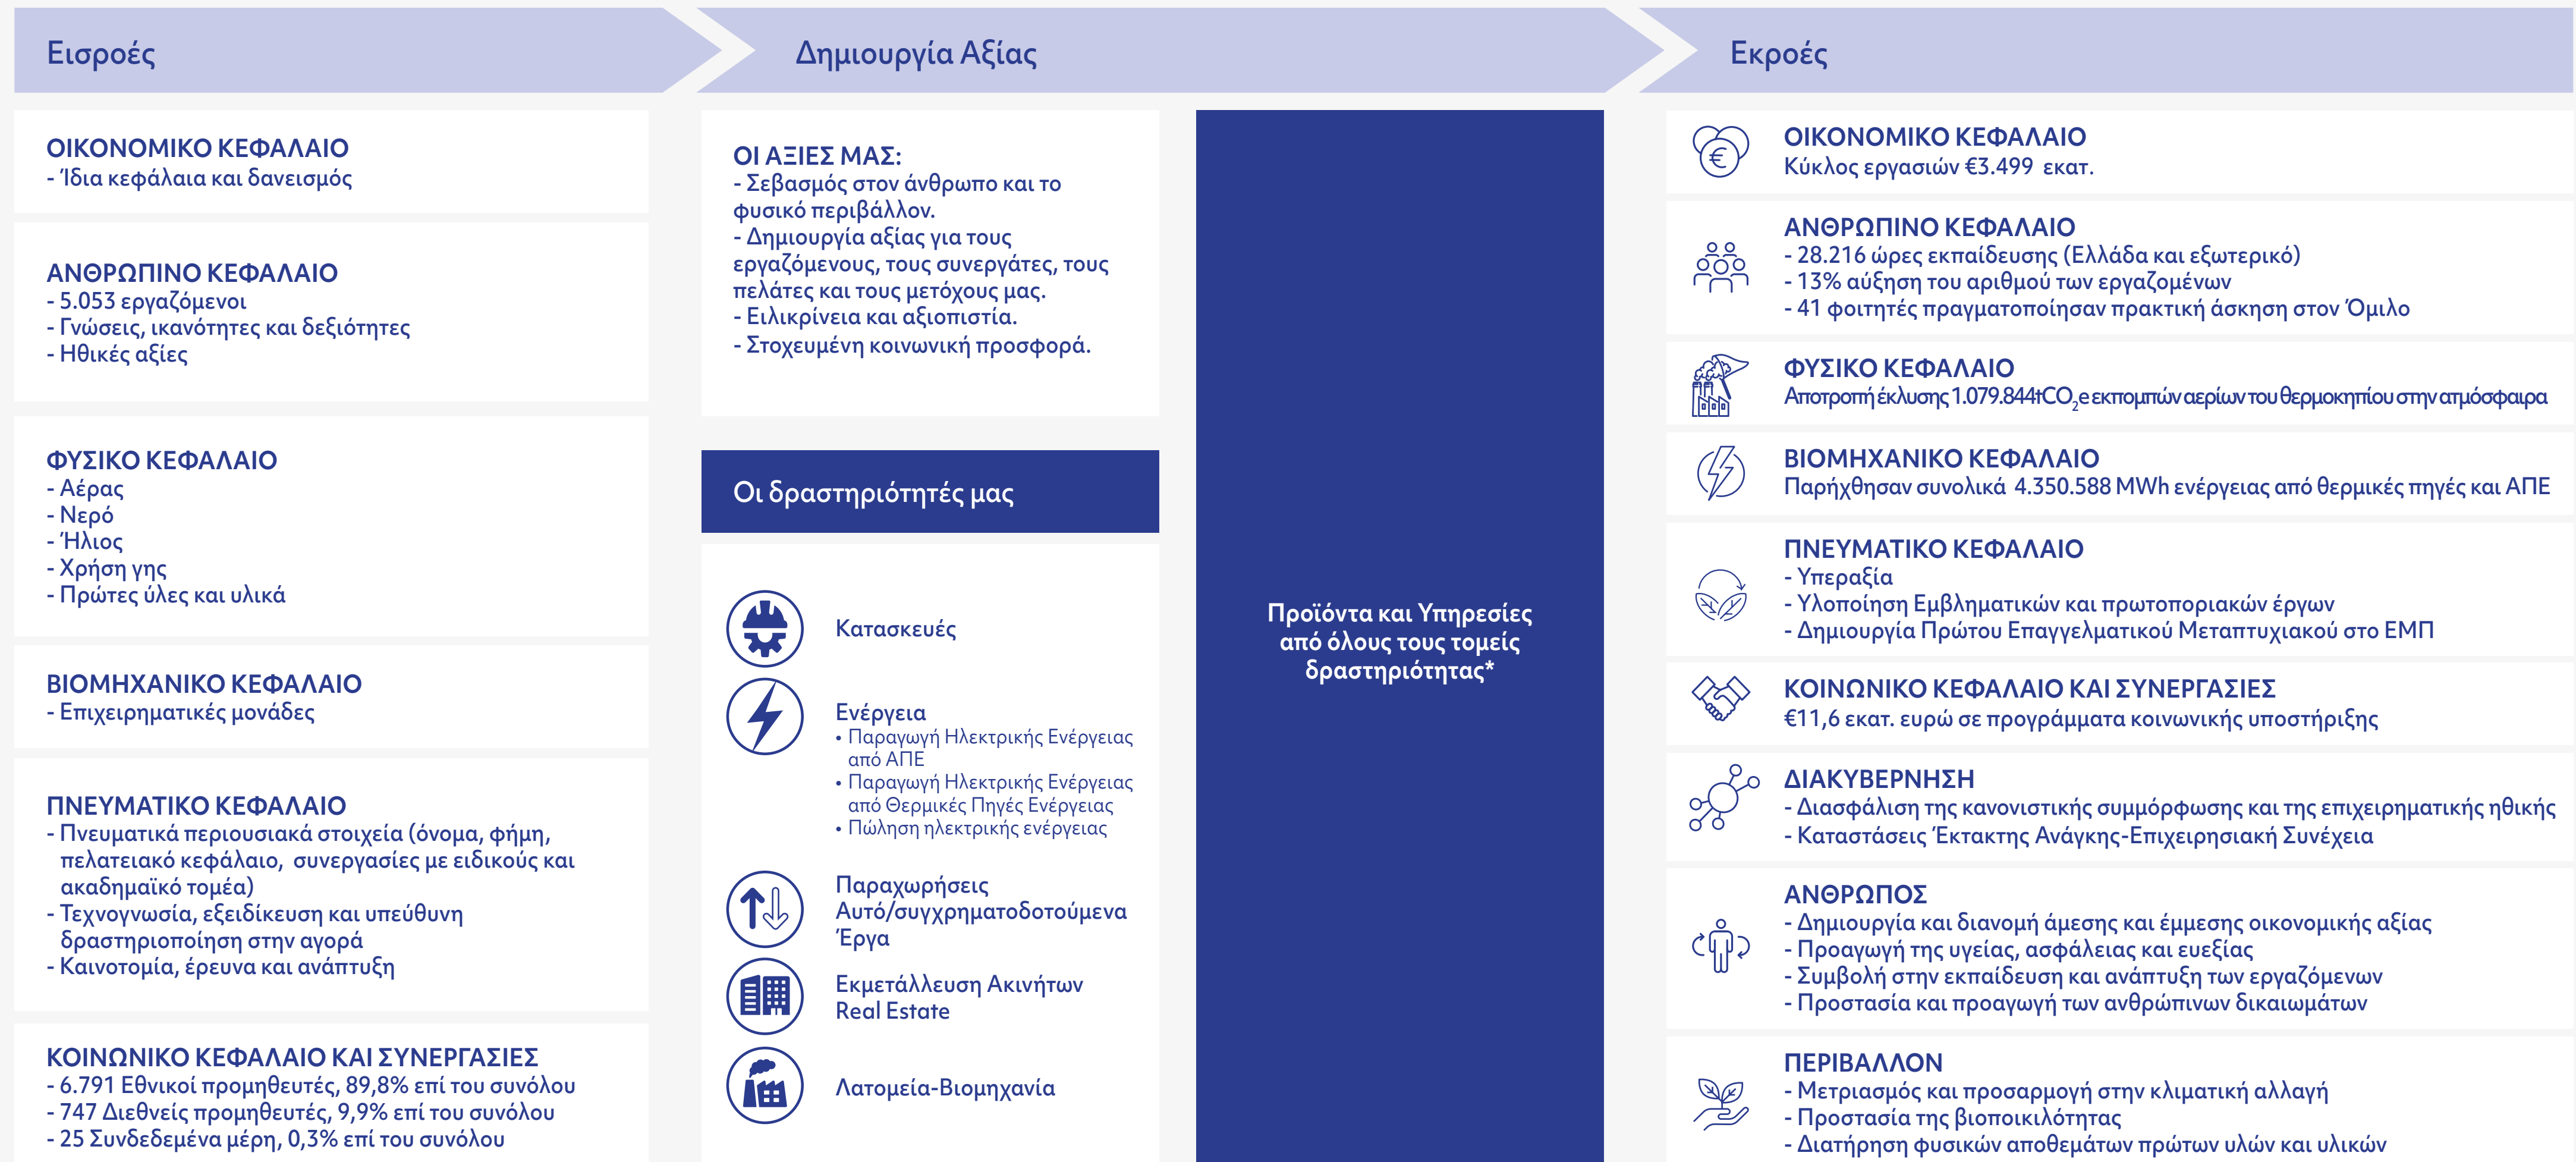 Εισροές
Δημιουργία Αξίας
Εκροές
ΟΙΚΟΝΟΜΙΚΟ ΚΕΦΑΛΑΙΟ
- Ίδια κεφάλαια και δανεισμός
ΑΝΘΡΩΠΙΝΟ ΚΕΦΑΛΑΙΟ
- 5.053 εργαζόμενοι
- Γνώσεις, ικανότητες και δεξιότητες
- Ηθικές αξίες
ΦΥΣΙΚΟ ΚΕΦΑΛΑΙΟ
- Αέρας
- Νερό
- Ήλιος
- Χρήση γης
- Πρώτες ύλες και υλικά
ΒΙΟΜΗΧΑΝΙΚΟ ΚΕΦΑΛΑΙΟ
- Επιχειρηματικές μονάδες
ΠΝΕΥΜΑΤΙΚΟ ΚΕΦΑΛΑΙΟ
- Πνευματικά περιουσιακά στοιχεία (όνομα, φήμη,
πελατειακό κεφάλαιο, συνεργασίες με ειδικούς και
ακαδημαϊκό τομέα)
- Τεχνογνωσία, εξειδίκευση και υπεύθυνη
δραστηριοποίηση στην αγορά
- Καινοτομία, έρευνα και ανάπτυξη
ΚΟΙΝΩΝΙΚΟ ΚΕΦΑΛΑΙΟ ΚΑΙ ΣΥΝΕΡΓΑΣΙΕΣ
- 6.791 Εθνικοί προμηθευτές, 89,8% επί του συνόλου
- 747 Διεθνείς προμηθευτές, 9,9% επί του συνόλου
- 25 Συνδεδεμένα μέρη, 0,3% επί του συνόλου
ΟΙ ΑΞΙΕΣ ΜΑΣ:
- Σεβασμός στον άνθρωπο και το
φυσικό περιβάλλον.
- Δημιουργία αξίας για τους
εργαζόμενους, τους συνεργάτες, τους
πελάτες και τους μετόχους μας.
- Ειλικρίνεια και αξιοπιστία.
- Στοχευμένη κοινωνική προσφορά.
Οι δραστηριότητές μας
Κατασκευές
Ενέργεια
• Παραγωγή Ηλεκτρικής Ενέργειας
από ΑΠΕ
• Παραγωγή Ηλεκτρικής Ενέργειας
από Θερμικές Πηγές Ενέργειας
• Πώληση ηλεκτρικής ενέργειας
Παραχωρήσεις
Αυτό/συγχρηματοδοτούμενα
Έργα
Εκμετάλλευση Ακινήτων
Real Estate
Λατομεία-Βιομηχανία
Προϊόντα και Υπηρεσίες
από όλους τους τομείς
δραστηριότητας*
ΟΙΚΟΝΟΜΙΚΟ ΚΕΦΑΛΑΙΟ
Κύκλος εργασιών €3.499 εκατ.
ΑΝΘΡΩΠΙΝΟ ΚΕΦΑΛΑΙΟ
- 28.216 ώρες εκπαίδευσης (Ελλάδα και εξωτερικό)
- 13% αύξηση του αριθμού των εργαζομένων
- 41 φοιτητές πραγματοποίησαν πρακτική άσκηση στον Όμιλο
ΦΥΣΙΚΟ ΚΕΦΑΛΑΙΟ
Αποτροπή έκλυσης 1.079.844tCO₂e εκπομπών αερίων του θερμοκηπίου στην ατμόσφαιρα
ΒΙΟΜΗΧΑΝΙΚΟ ΚΕΦΑΛΑΙΟ
Παρήχθησαν συνολικά 4.350.588 MWh ενέργειας από θερμικές πηγές και ΑΠΕ
ΠΝΕΥΜΑΤΙΚΟ ΚΕΦΑΛΑΙΟ
- Υπεραξία
- Υλοποίηση Εμβληματικών και πρωτοποριακών έργων
- Δημιουργία Πρώτου Επαγγελματικού Μεταπτυχιακού στο ΕΜΠ
ΚΟΙΝΩΝΙΚΟ ΚΕΦΑΛΑΙΟ ΚΑΙ ΣΥΝΕΡΓΑΣΙΕΣ
€11,6 εκατ. ευρώ σε προγράμματα κοινωνικής υποστήριξης
ΔΙΑΚΥΒΕΡΝΗΣΗ
- Διασφάλιση της κανονιστικής συμμόρφωσης και της επιχειρηματικής ηθικής
- Καταστάσεις Έκτακτης Ανάγκης-Επιχειρησιακή Συνέχεια
ΑΝΘΡΩΠΟΣ
- Δημιουργία και διανομή άμεσης και έμμεσης οικονομικής αξίας
- Προαγωγή της υγείας, ασφάλειας και ευεξίας
- Συμβολή στην εκπαίδευση και ανάπτυξη των εργαζόμενων
- Προστασία και προαγωγή των ανθρώπινων δικαιωμάτων
ΠΕΡΙΒΑΛΛΟΝ
- Μετριασμός και προσαρμογή στην κλιματική αλλαγή
- Προστασία της βιοποικιλότητας
- Διατήρηση φυσικών αποθεμάτων πρώτων υλών και υλικών